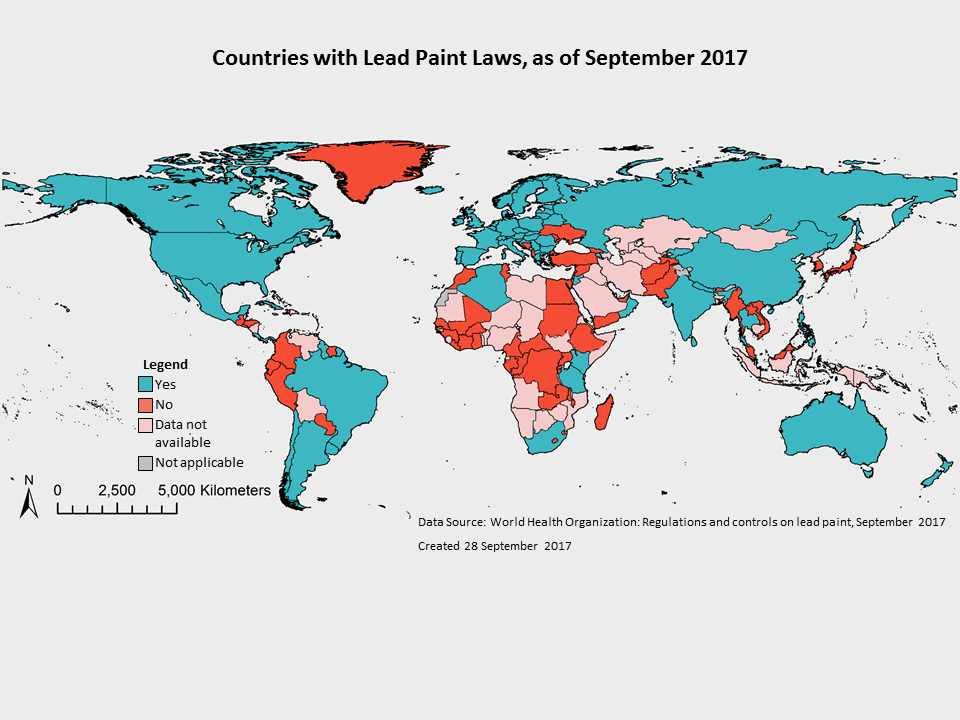 Countries with Lead Paint Laws, as of September 2017
Legend
Yes
No
Data not
available
Not applicable
N
0 2,500 5,000 Kilometers
Data Source: World Health Organization: Regulations and controls on lead paint, September 2017
Created 28 September 2017